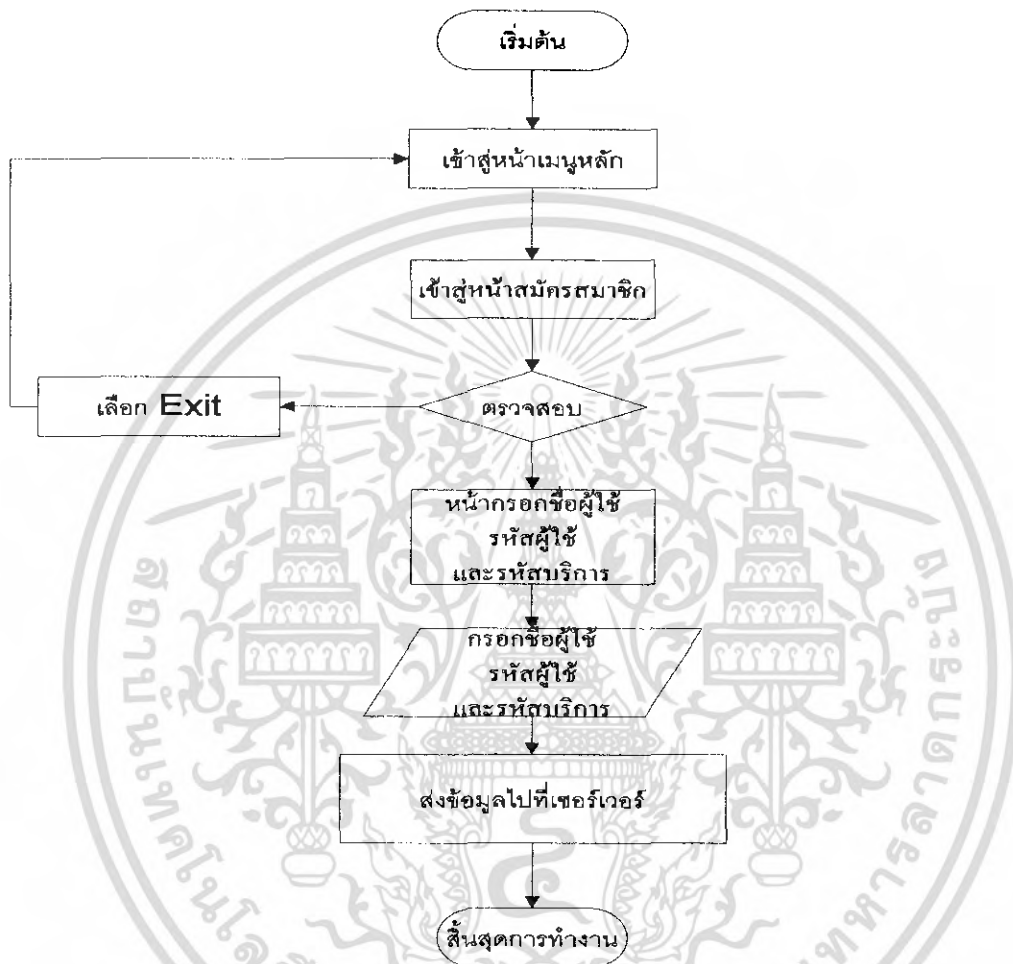 เริ่มต้น
เข้าสู่หน้าเมนูหลัก
เข้าสู่หน้าสมัครสมาชิก
ตรวจสอบ
เลือก Exit
หน้ากรอกชื่อผู้ใช้
รหัสผู้ใช้
และรหัสบริการ
กรอกชื่อผู้ใช้
รหัสผู้ใช้
และรหัสบริการ
ส่งข้อมูลไปที่เซอร์เวอร์
สิ้นสุดการทำงาน